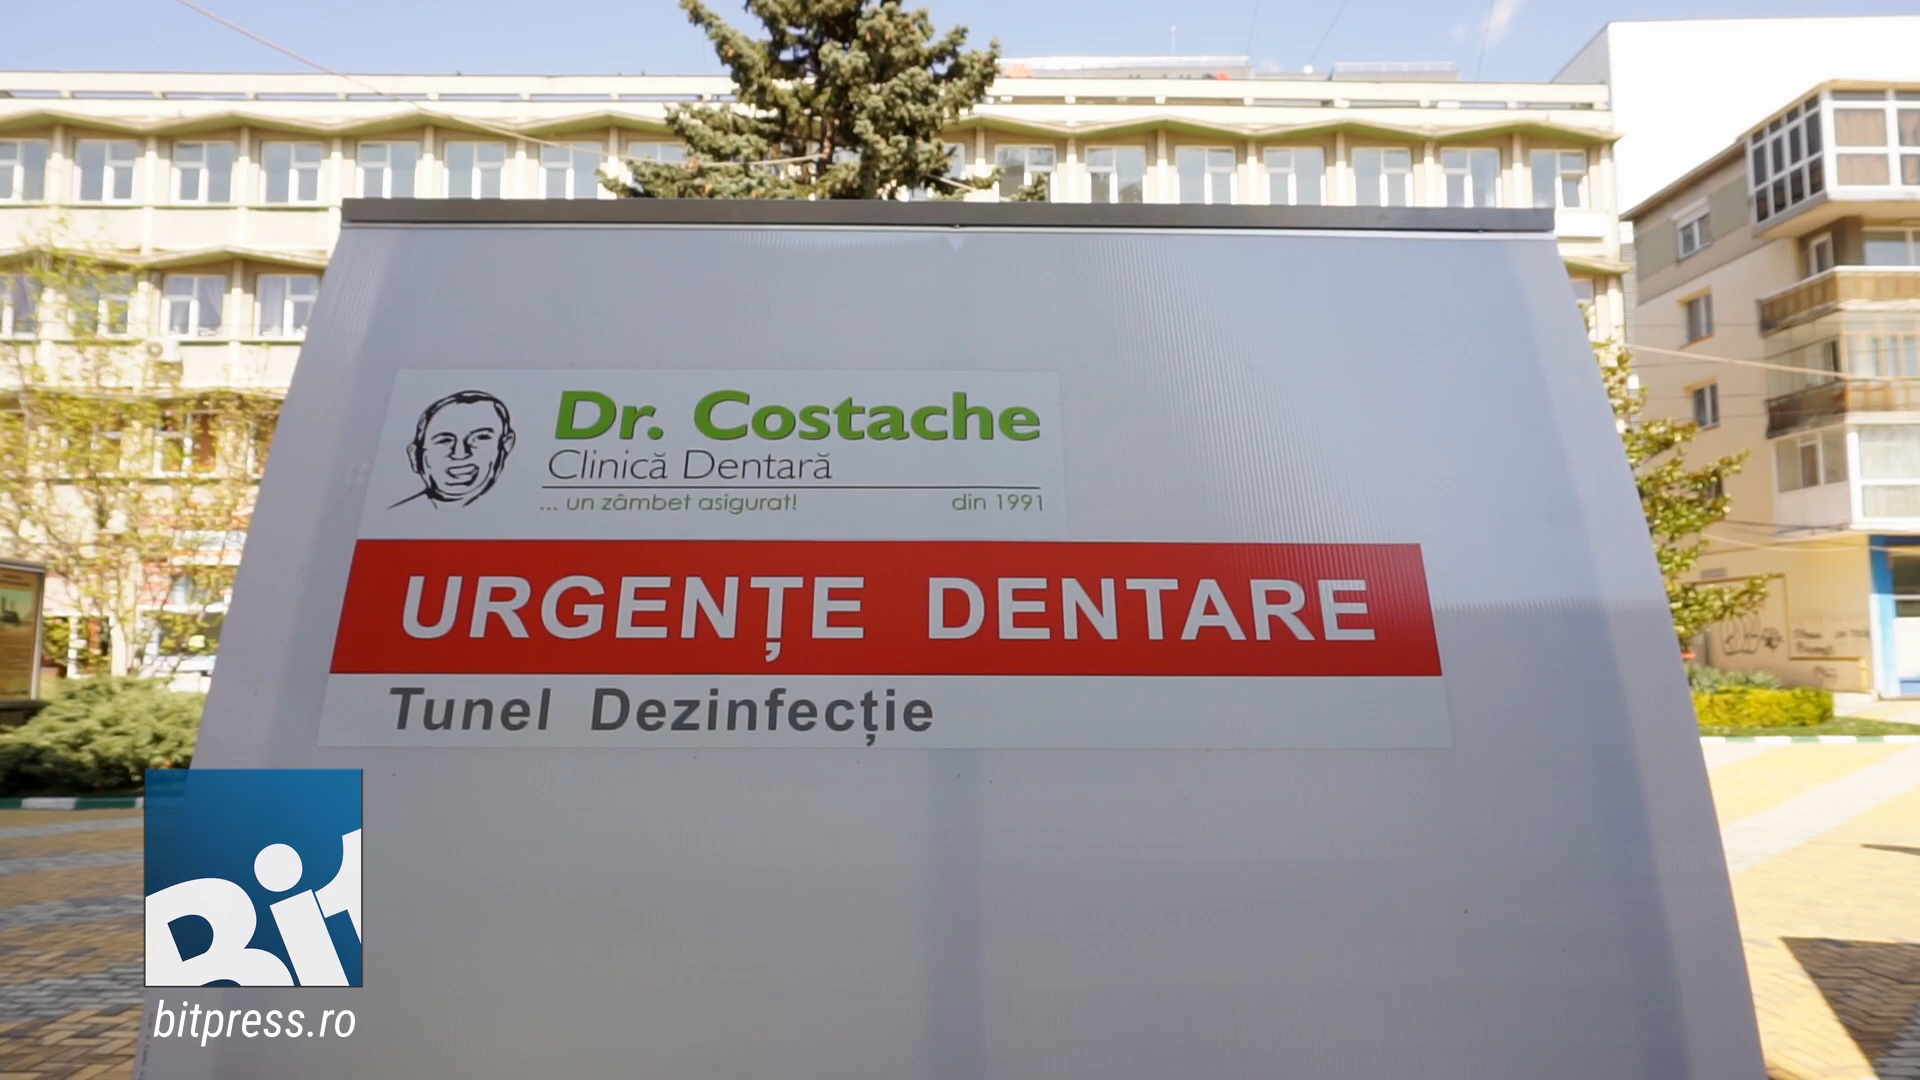 Dr. Costache
Clinică Dentară
... un zâmbet asigurat! din 1991
URGENȚE DENTARE
Tunel Dezinfecție
Bit
bitpress.ro